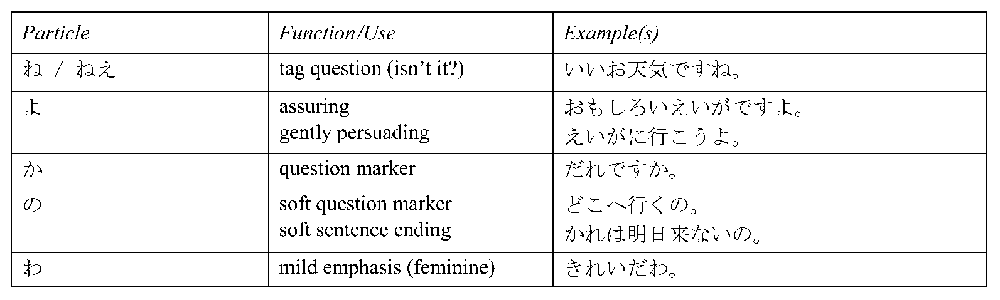 Particle Function/Use Example(s)
ね / ねえ tag question (isn't it?) いいお天気ですね。
よ assuring おもしろいえいがですよ。
gently persuading えいがに行こうよ。
か question marker だれですか。
の soft question marker どこへ行くの。
soft sentence ending かれは明日来ないの。
わ mild emphasis (feminine) きれいだわ。